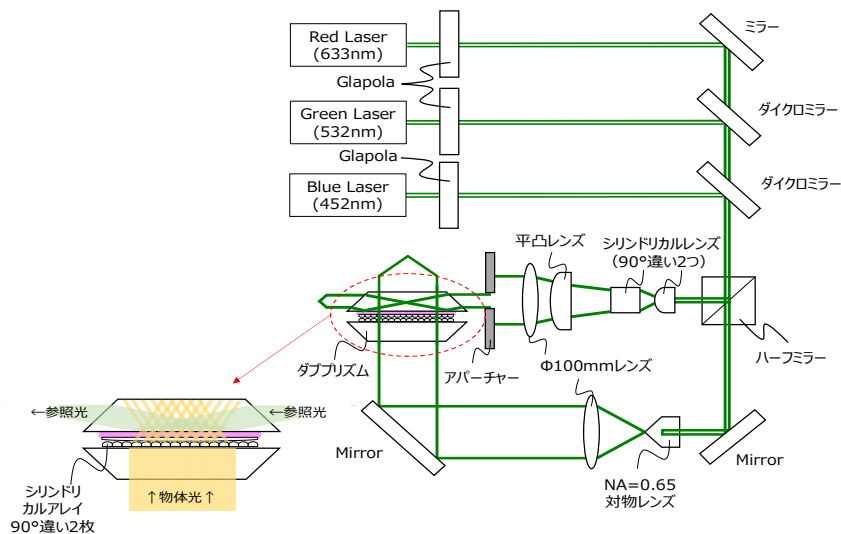 Red Laser
(633nm)
Glapola
Green Laser
(532nm)
Glapola
Blue Laser
(452nm)
ミラー
ダイクロミラー
ダイクロミラー
平凸レンズ
シリンドリカルレンズ
(90°違い2つ)
ハーフミラー
ダブプリズム
アパーチャー
Φ100mmレンズ
Mirror
NA=0.65
対物レンズ
Mirror
←参照光
←参照光
↑物体光↑
シリンドリ
カルアレイ
90°違い2枚